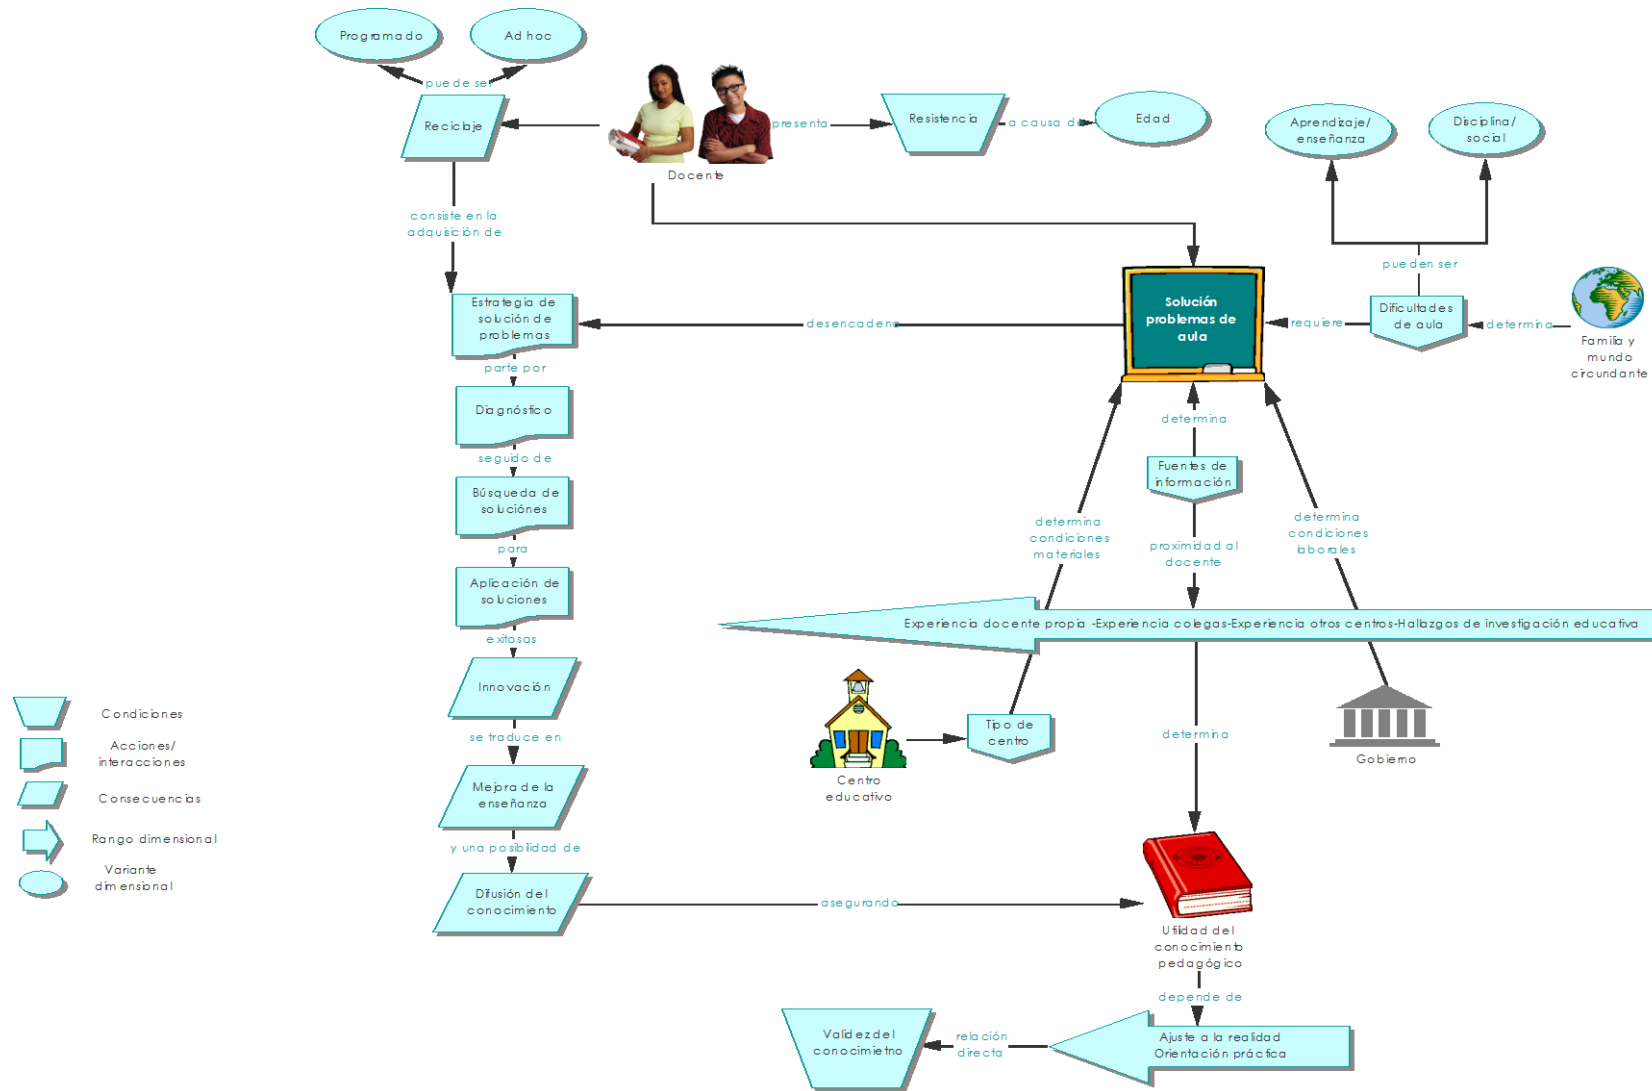 Programado
Ad hoc
puede ser
Reciclaje
presenta
Resistencia
a causa de
Edad
Aprendizaje/
enseñanza
Disciplina/
social
Docente
consiste en la
adquisición de
pueden ser
Estrategia de
solución de
problemas
desencadena
Solución
problemas de
aula
requiere
Dificultades
de aula
determina
Familia y
mundo
circundante
parte por
Diagnóstico
determina
seguido de
Fuentes de
información
Búsqueda de
soluciónes
determina
condiciones
materiales
proximidad al
docente
determina
condiciones
laborales
para
Aplicación de
soluciones
exitosas
Experiencia docente propia -Experiencia colegas-Experiencia otros centros-Hallazgos de investigación educativa
Innovación
se traduce en
Tipo de
centro
determina
Gobierno
Centro
educativo
Mejora de la
enseñanza
y una posibilidad de
Difusión del
conocimiento
asegurando
Utilidad del
conocimiento
pedagógico
depende de
Validez del
conocimietno
relación
directa
Ajuste a la realidad
Orientación práctica
Condiciones
Acciones/
interacciones
Consecuencias
Rango dimensional
Variante
dimensional